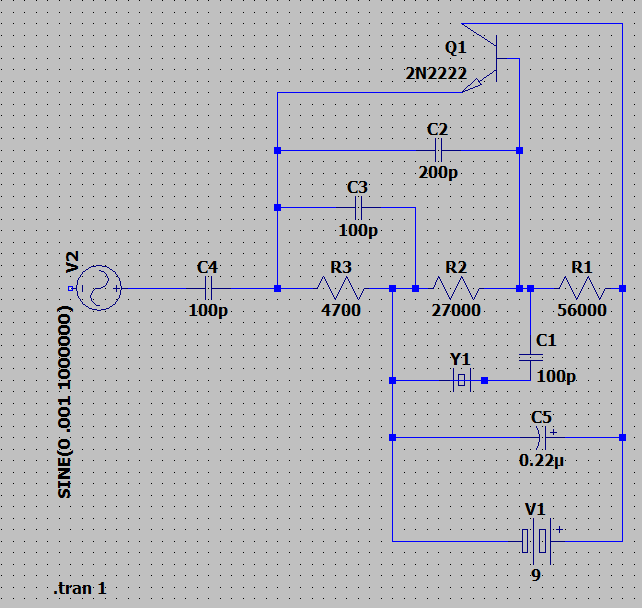 Q1
2N2222
C2
200p
C3
100p
V2
C4
R3
R2
R1
100p
4700
27000
56000
SINE(0 .001 1000000)
C1
Y1
100p
C5
+
0.22µ
V1
+
9
.tran 1